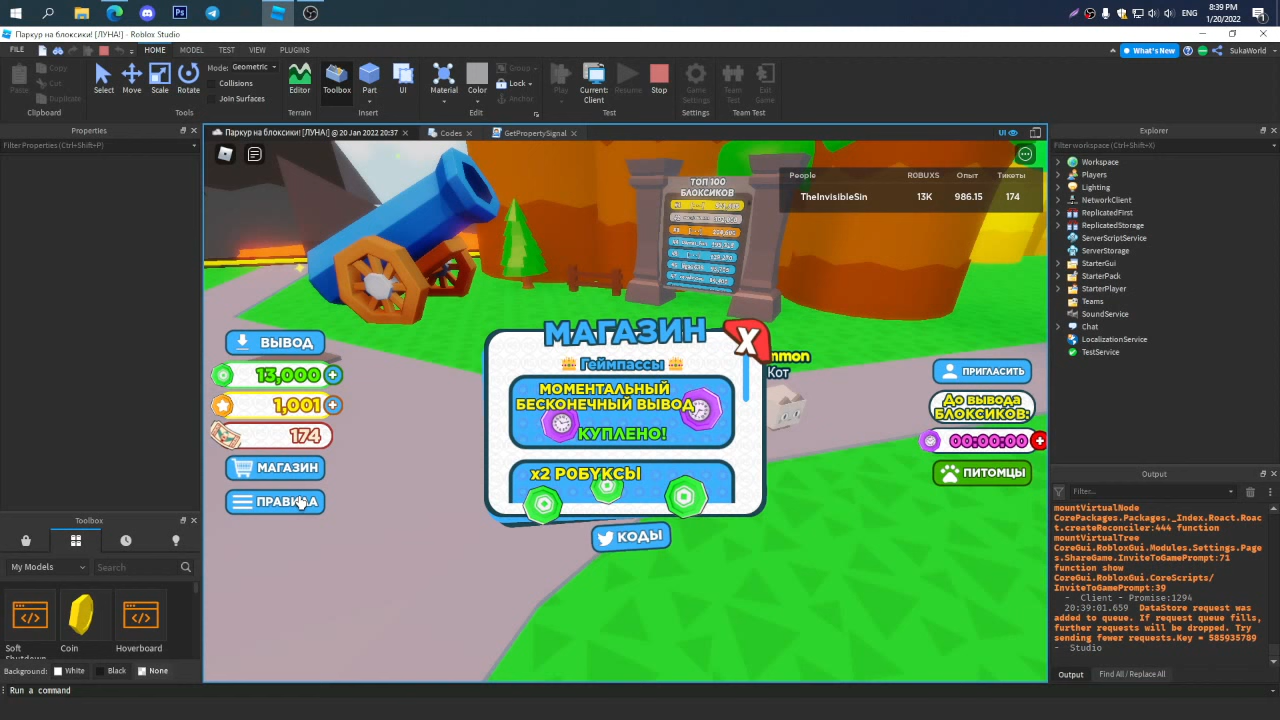 8:39 PM
ENG
1/20/2022
Паркур на блоксики! [ЛУНА!] - Roblox Studio
FILE
HOME
MODEL
TEST
VIEW
PLUGINS
What's New
SukaWorld
Paste
Copy
Cut
Duplicate
Clipboard
Select
Move
Scale
Rotate
Mode: Geometric
Collisions
Join Surfaces
Tools
Editor
Terrain
Toolbox
Part
UI
Insert
Material
Color
Group
Lock
Anchor
Edit
Play
Current:
Client
Resume
Stop
Test
Game
Settings
Settings
Team
Test
Exit
Game
Team Test
Properties
Filter Properties (Ctrl+Shift+P)
Паркур на блоксики! [ЛУНА!] @ 20 Jan 2022 20:37
Codes
GetPropertySignal
UI
People ROBUXS Опыт Тикеты
TheInvisibleSin 13K 986.15 174
ТОП 100
БЛОКСИКОВ
ВЫВОД
13,000
1,001
174
МАГАЗИН
ПРАВИЛА
МАГАЗИН
X
Геймпассы
МОМЕНТАЛЬНЫЙ
БЕСКОНЕЧНЫЙ ВЫВОД
КУПЛЕНО!
x2 РОБУКСЫ
КОДЫ
Кот
ПРИГЛАСИТЬ
До вывода
БЛОКСИКОВ:
00:00:00
ПИТОМЦЫ
Explorer
Filter workspace (Ctrl+Shift+X)
Workspace
Players
Lighting
NetworkClient
ReplicatedFirst
ReplicatedStorage
ServerScriptService
ServerStorage
StarterGui
StarterPack
StarterPlayer
Teams
SoundService
Chat
LocalizationService
TestService
Output
Filter...
mountVirtualNode
CorePackages.Packages._Index.Roact.Roac
t.createReconciler:444 function
mountVirtualTree
CoreGui.RobloxGui.Modules.Settings.Page
s.ShareGame.InviteToGamePrompt:71
function show
CoreGui.RobloxGui.CoreScripts/
InviteToGamePrompt:39
- Client - Promise:1294
20:39:01.659 DataStore request was
added to queue. If request queue fills,
further requests will be dropped. Try
sending fewer requests.Key = 585935789
- Studio
Output
Find All / Replace All
Toolbox
My Models
Search
Soft
Coin
Hoverboard
Background:
White
Black
None
Run a command